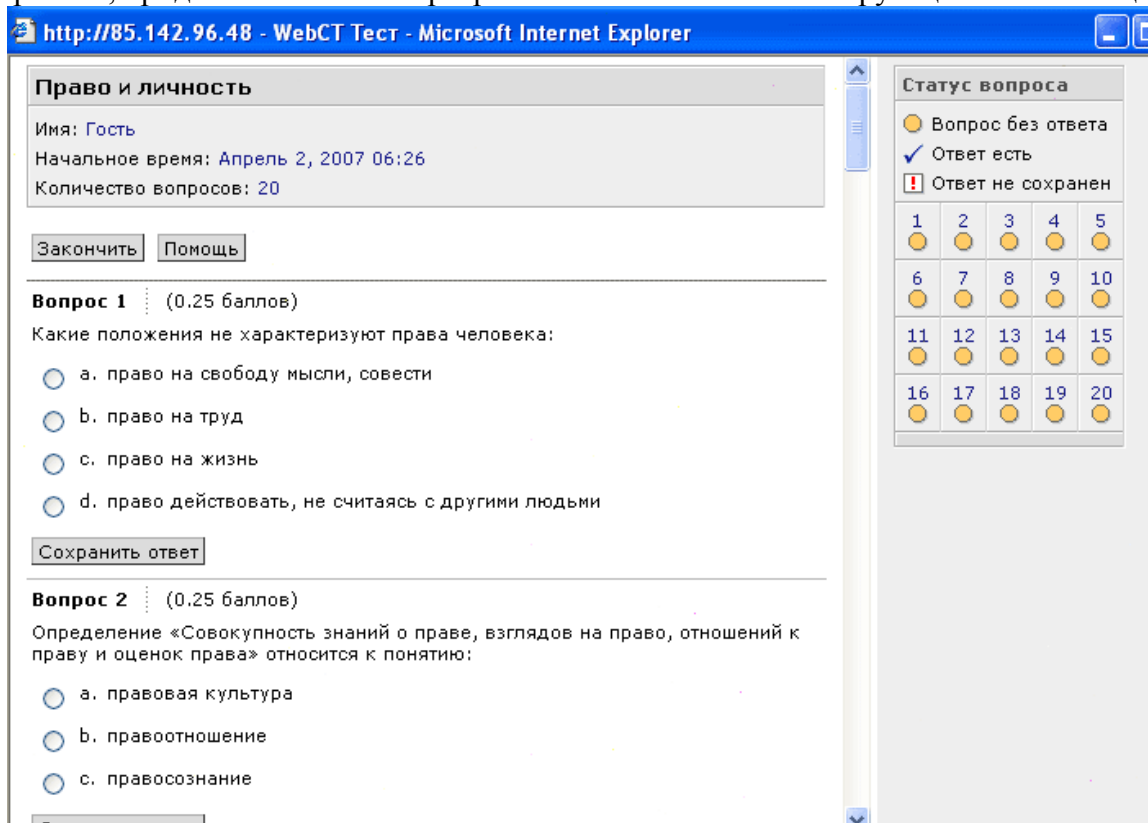 http://85.142.96.48 - WebCT Тест - Microsoft Internet Explorer
Право и личность
Имя: Гость
Начальное время: Апрель 2, 2007 06:26
Количество вопросов: 20
Закончить Помощь
Вопрос 1 (0.25 баллов)
Какие положения не характеризуют права человека:
a. право на свободу мысли, совести
b. право на труд
c. право на жизнь
d. право действовать, не считаясь с другими людьми
Сохранить ответ
Вопрос 2 (0.25 баллов)
Определение «Совокупность знаний о праве, взглядов на право, отношений к
праву и оценок права» относится к понятию:
a. правовая культура
b. правоотношение
c. правосознание
Статус вопроса
Вопрос без ответа
Ответ есть
Ответ не сохранен
1 2 3 4 5
6 7 8 9 10
11 12 13 14 15
16 17 18 19 20